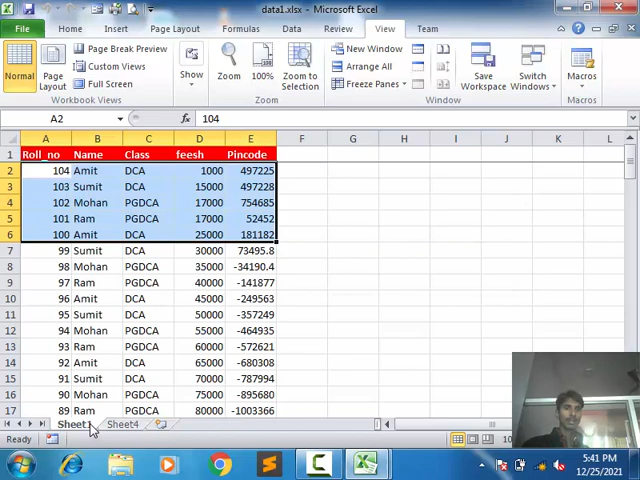 data1.xlsx - Microsoft Excel
File Home Insert Page Layout Formulas Data Review View Team
Normal Page Layout Page Break Preview Custom Views Full Screen Workbook Views
Show
Zoom 100% Zoom to Selection Zoom
New Window Arrange All Freeze Panes Window
Save Workspace Switch Windows
Macros Macros
A2 fx 104
A B C D E F G H I J K L
1 Roll_no Name Class feesh Pincode
2 104 Amit DCA 1000 497225
3 103 Sumit DCA 15000 497228
4 102 Mohan PGDCA 17000 754685
5 101 Ram PGDCA 17000 52452
6 100 Amit DCA 25000 181182
7 99 Sumit DCA 30000 73495.8
8 98 Mohan PGDCA 35000 -34190.4
9 97 Ram PGDCA 40000 -141877
10 96 Amit DCA 45000 -249563
11 95 Sumit DCA 50000 -357249
12 94 Mohan PGDCA 55000 -464935
13 93 Ram PGDCA 60000 -572621
14 92 Amit DCA 65000 -680308
15 91 Sumit DCA 70000 -787994
16 90 Mohan PGDCA 75000 -895680
17 89 Ram PGDCA 80000 -1003366
Sheet1 Sheet4
Ready
5:41 PM
12/25/2021